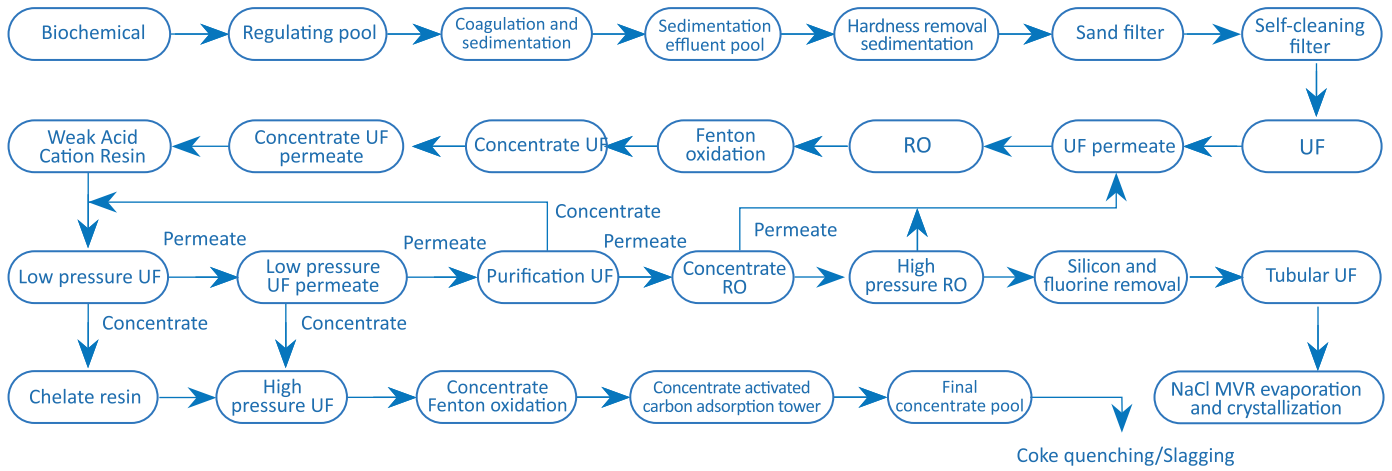 Biochemical
Regulating pool
Coagulation and
sedimentation
Sedimentation
effluent pool
Hardness removal
sedimentation
Sand filter
Self-cleaning
filter
Weak Acid
Cation Resin
Concentrate UF
permeate
Concentrate UF
Fenton
oxidation
RO
UF permeate
UF
Concentrate
Permeate
Permeate
Permeate
Permeate
Low pressure UF
Low pressure
UF permeate
Purification UF
Concentrate
RO
High
pressure RO
Silicon and
fluorine removal
Tubular UF
Concentrate
Concentrate
Chelate resin
High
pressure UF
Concentrate
Fenton oxidation
Concentrate activated
carbon adsorption tower
Final
concentrate pool
NaCl MVR evaporation
and crystallization
Coke quenching/Slagging